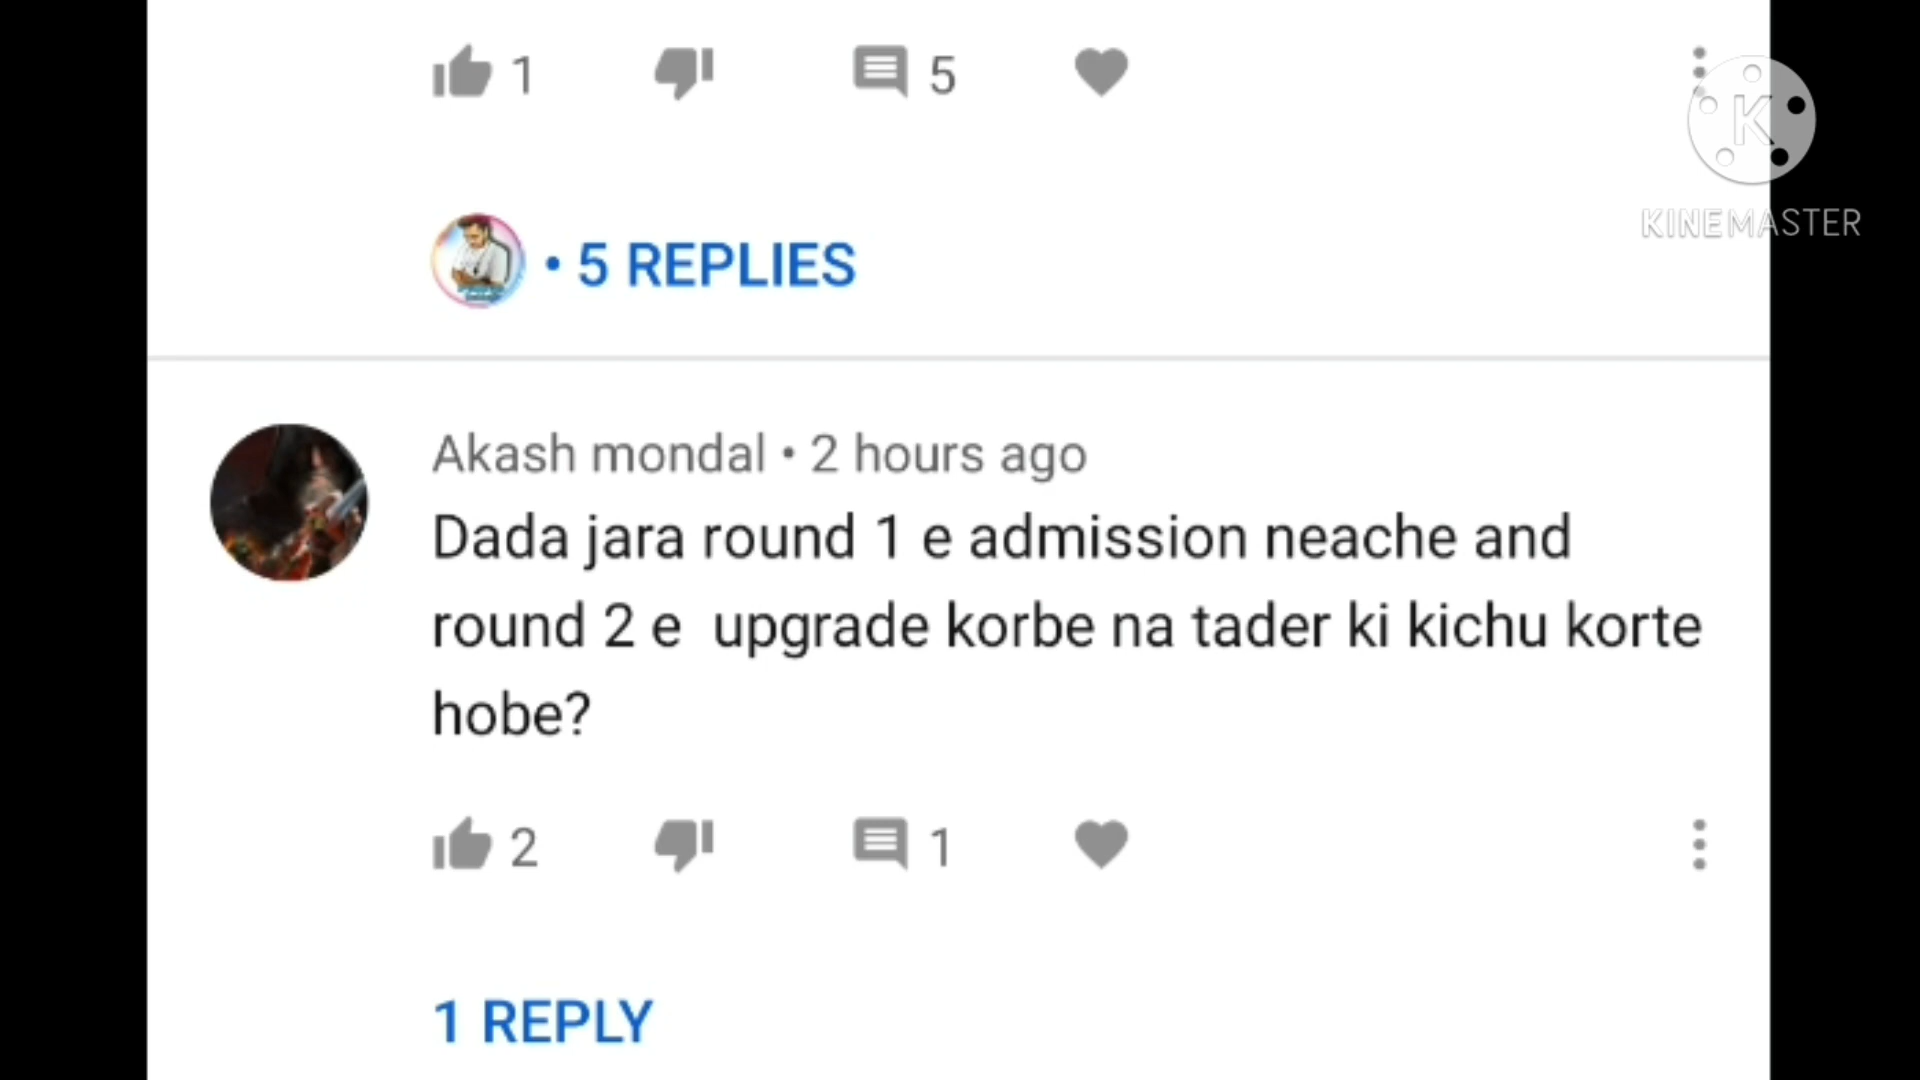 1 5
K
KINEMASTER
• 5 REPLIES
Akash mondal • 2 hours ago
Dada jara round 1 e admission neache and
round 2 e upgrade korbe na tader ki kichu korte
hobe?
2 1
1 REPLY